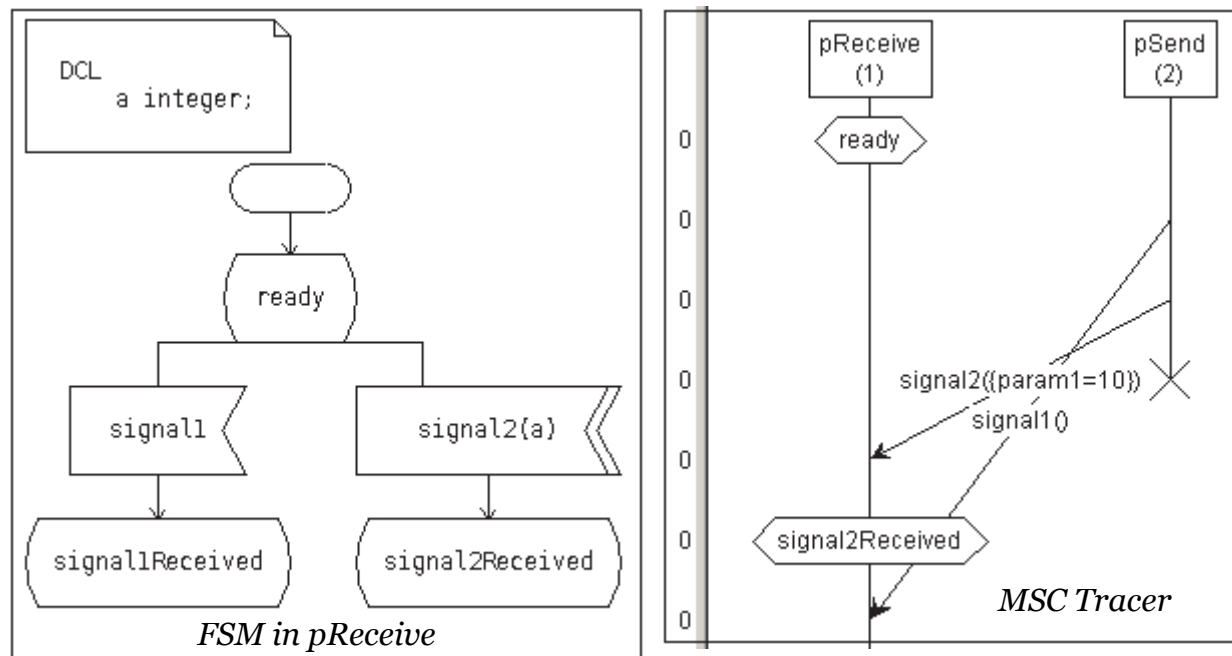 DCL
a integer;
ready
signal1
signal2(a)
signal1Received
signal2Received
FSM in pReceive
pReceive
(1)
pSend
(2)
0
ready
0
0
0
signal2({param1=10})
signal1()
0
0
signal2Received
0
MSC Tracer